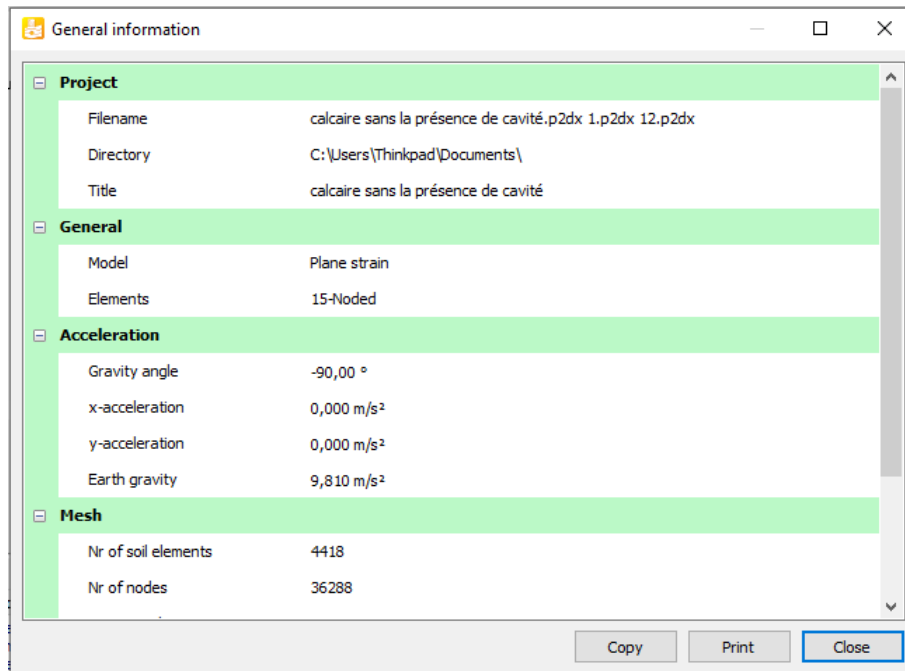 General information
Project
Filename calcaire sans la présence de cavité.p2dx 1.p2dx 12.p2dx
Directory C:\Users\Thinkpad\Documents\
Title calcaire sans la présence de cavité
General
Model Plane strain
Elements 15-Noded
Acceleration
Gravity angle -90,00 °
x-acceleration 0,000 m/s²
y-acceleration 0,000 m/s²
Earth gravity 9,810 m/s²
Mesh
Nr of soil elements 4418
Nr of nodes 36288
Copy Print Close